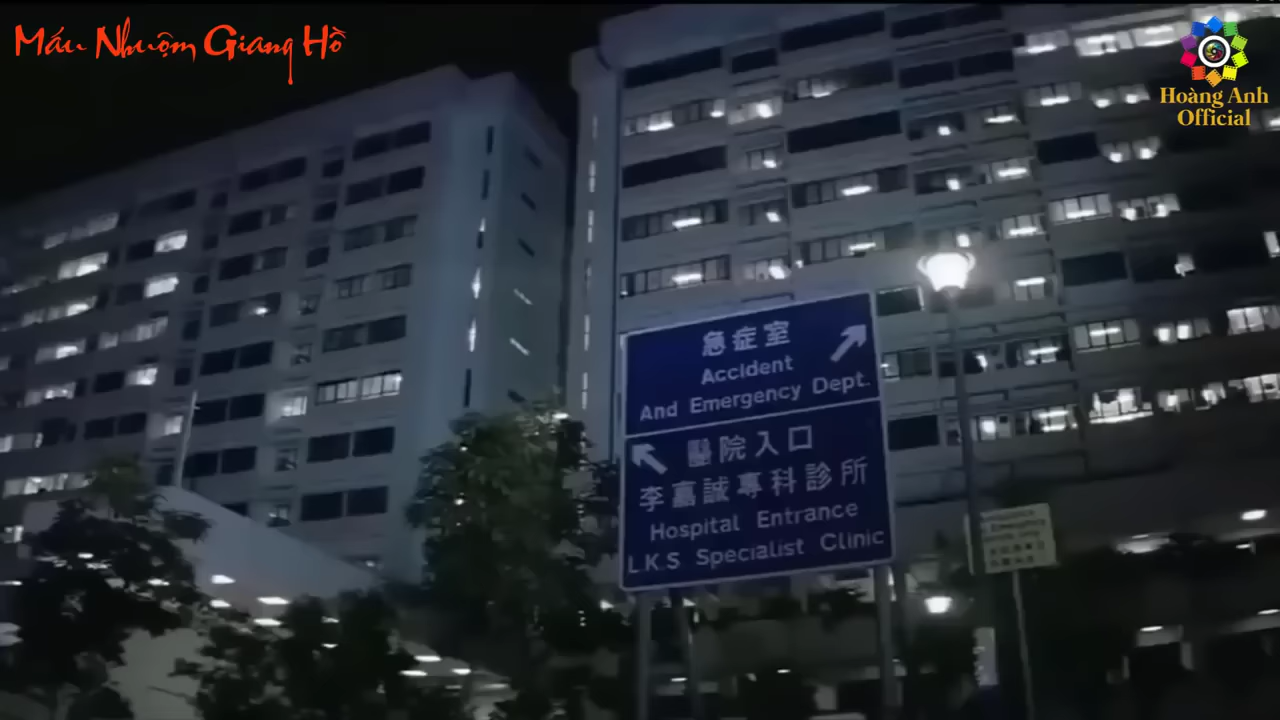 Máu Nhuộm Giang Hồ
Hoàng Anh
Official
急症室
Accident
And Emergency Dept.
醫院入口
李嘉誠專科診所
Hospital Entrance
L.K.S Specialist Clinic